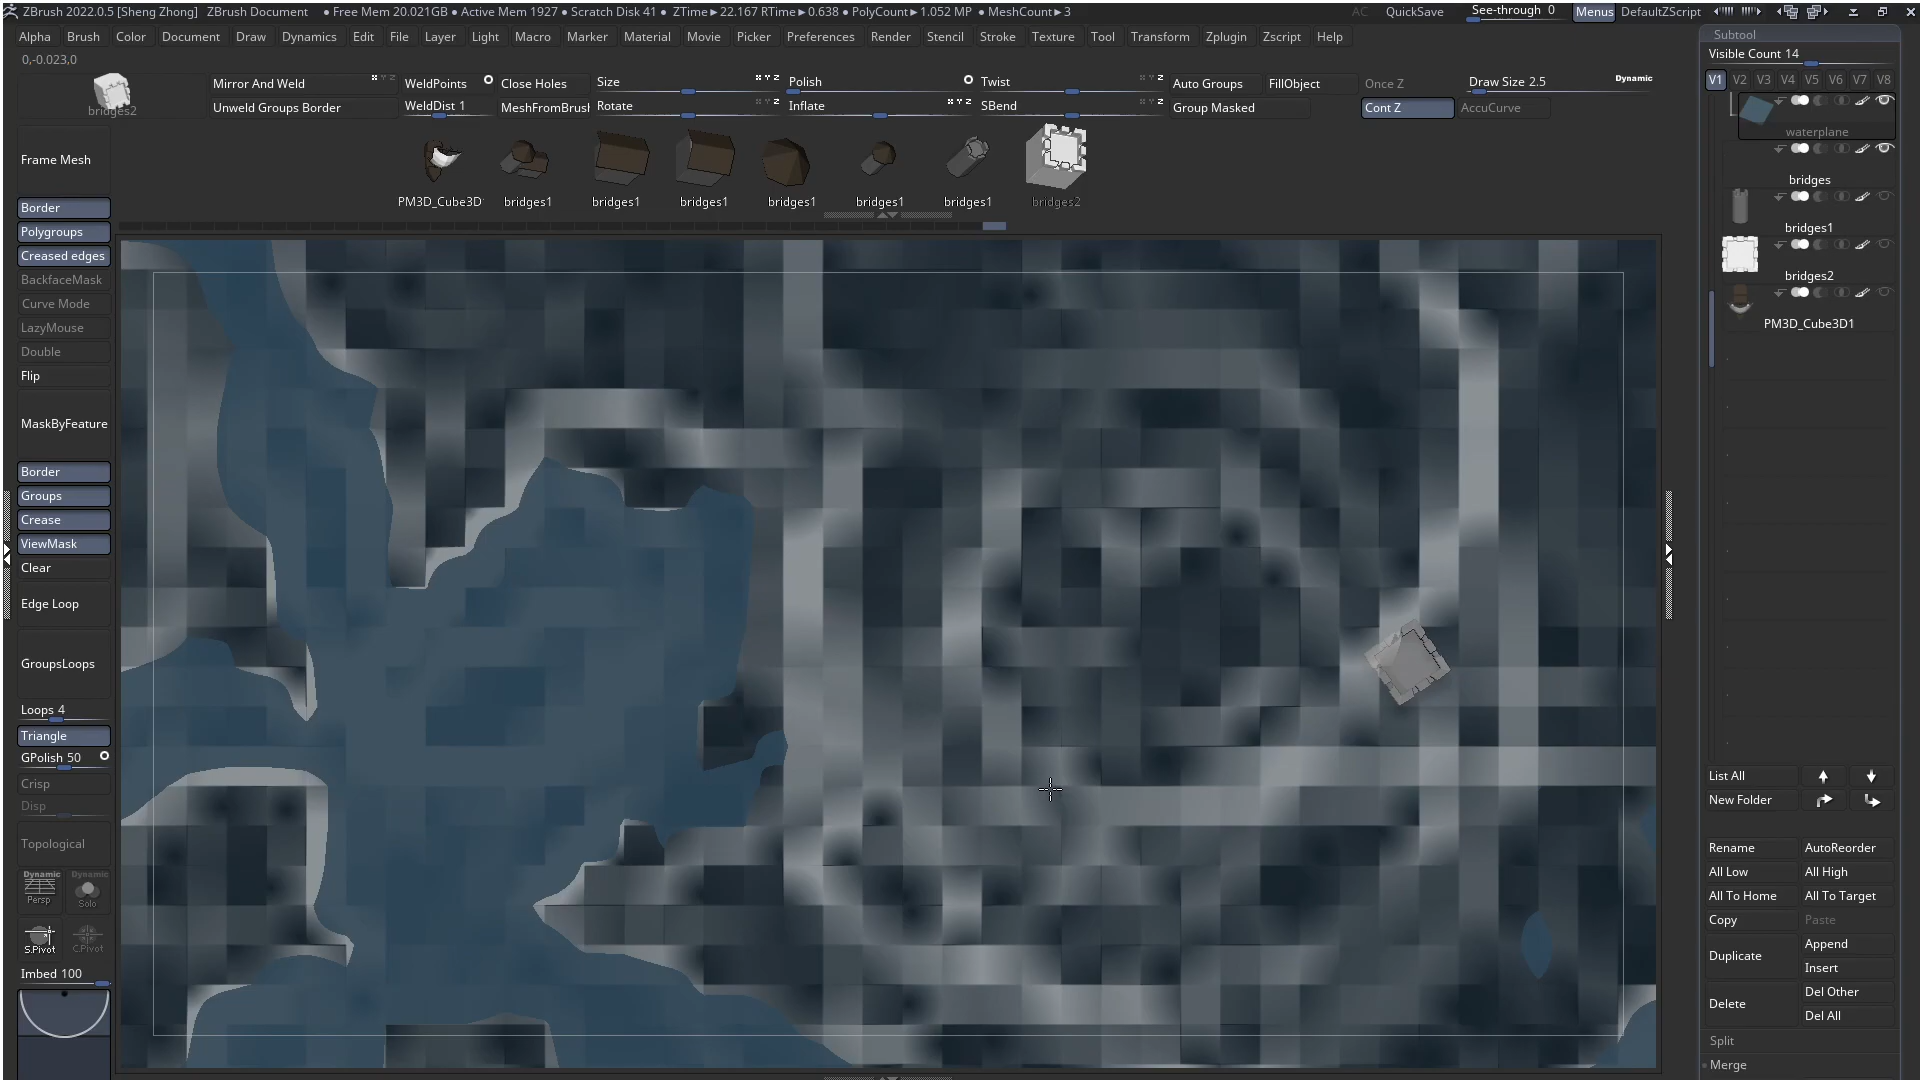 ZBrush 2022.0.5 [Sheng Zhong] ZBrush Document • Free Mem 20.021GB • Active Mem 1927 • Scratch Disk 41 • ZTime►22.167 RTime►0.638 • PolyCount►1.052 MP • MeshCount►3 AC QuickSave See-through 0 Menus DefaultZScript
Alpha Brush Color Document Draw Dynamics Edit File Layer Light Macro Marker Material Movie Picker Preferences Render Stencil Stroke Texture Tool Transform Zplugin Zscript Help
0,-0.023,0
bridges2
Mirror And Weld WeldPoints Close Holes Size Polish Twist Auto Groups FillObject Once Z Draw Size 2.5 Dynamic
Unweld Groups Border WeldDist 1 MeshFromBrush Rotate Inflate SBend Group Masked Cont Z AccuCurve
PM3D_Cube3D bridges1 bridges1 bridges1 bridges1 bridges1 bridges1 bridges2
Frame Mesh
Border
Polygroups
Creased edges
BackfaceMask
Curve Mode
LazyMouse
Double
Flip
MaskByFeature
Border
Groups
Crease
ViewMask
Clear
Edge Loop
GroupsLoops
Loops 4
Triangle
GPolish 50
Crisp
Disp
Topological
Dynamic Dynamic
Persp Solo
S.Pivot C.Pivot
Imbed 100
Subtool
Visible Count 14
V1 V2 V3 V4 V5 V6 V7 V8
waterplane
bridges
bridges1
bridges2
PM3D_Cube3D1
List All
New Folder
Rename AutoReorder
All Low All High
All To Home All To Target
Copy Paste
Duplicate Append
Insert
Delete Del Other
Del All
Split
Merge